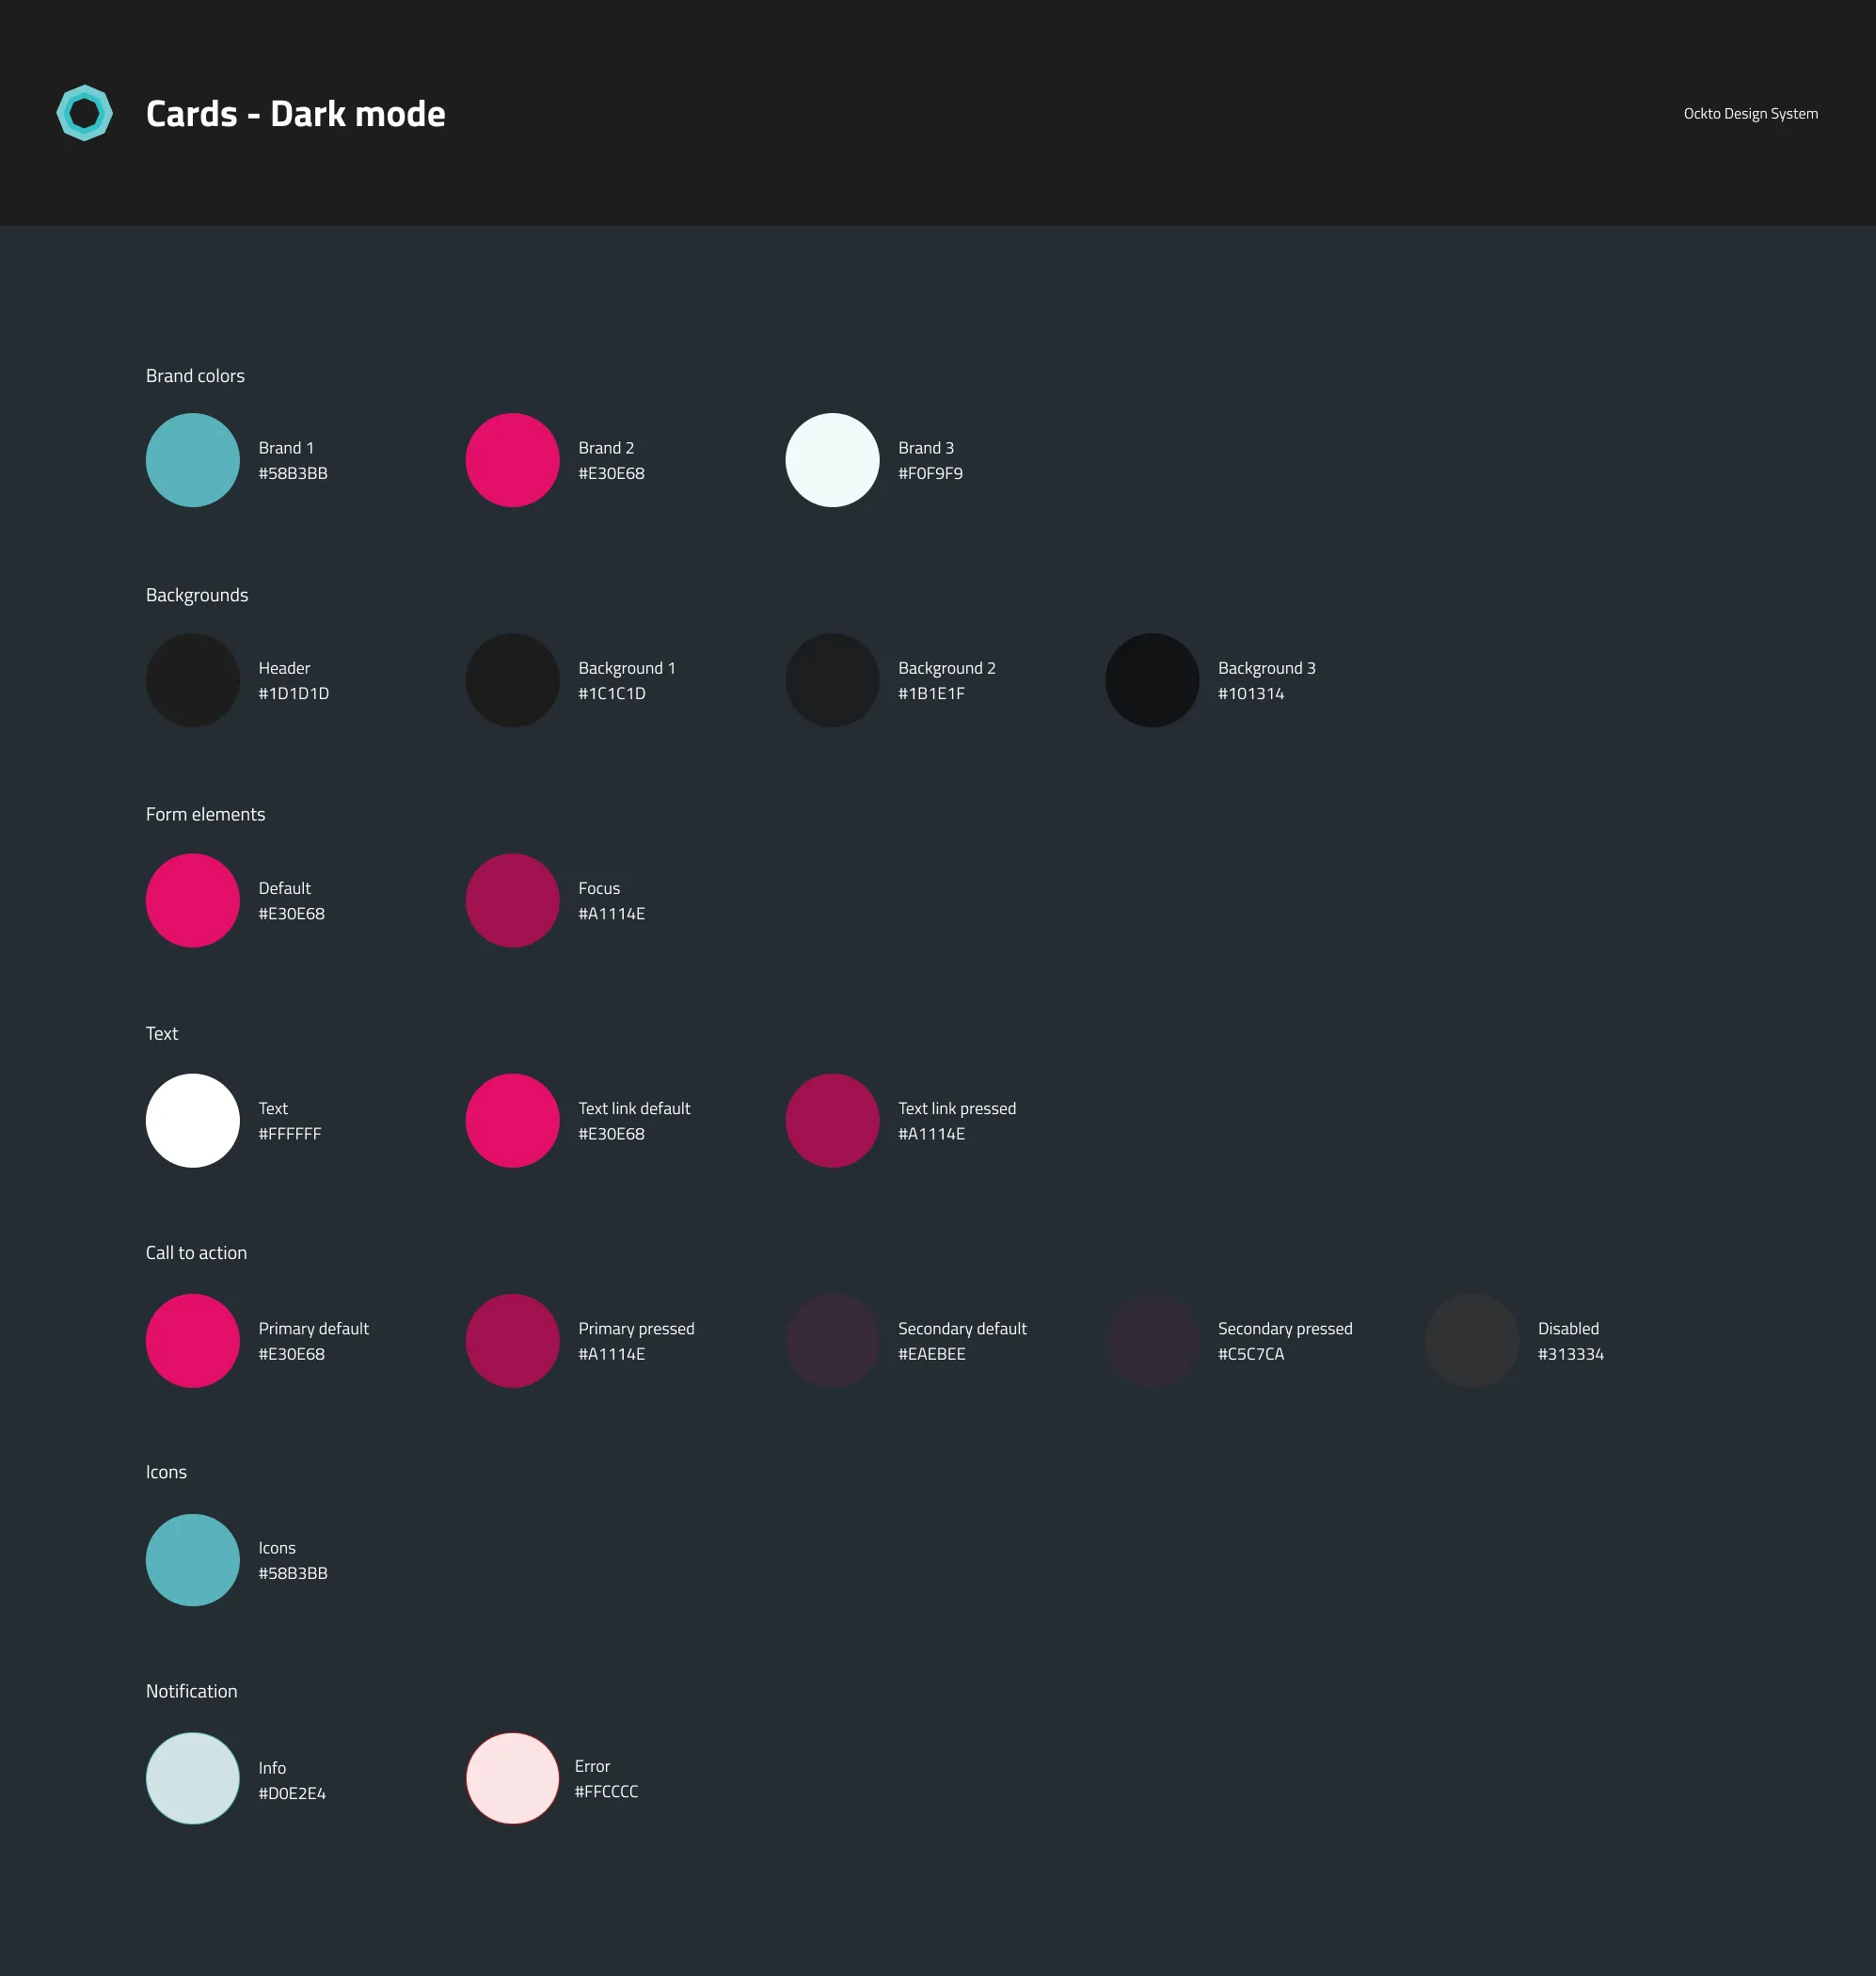 Cards - Dark mode
Ockto Design System
Brand colors
Brand 1
#58B3BB
Brand 2
#E30E68
Brand 3
#F0F9F9
Backgrounds
Header
#1D1D1D
Background 1
#1C1C1D
Background 2
#1B1E1F
Background 3
#101314
Form elements
Default
#E30E68
Focus
#A1114E
Text
Text
#FFFFFF
Text link default
#E30E68
Text link pressed
#A1114E
Call to action
Primary default
#E30E68
Primary pressed
#A1114E
Secondary default
#EAEBEE
Secondary pressed
#C5C7CA
Disabled
#313334
Icons
Icons
#58B3BB
Notification
Info
#D0E2E4
Error
#FFCCCC